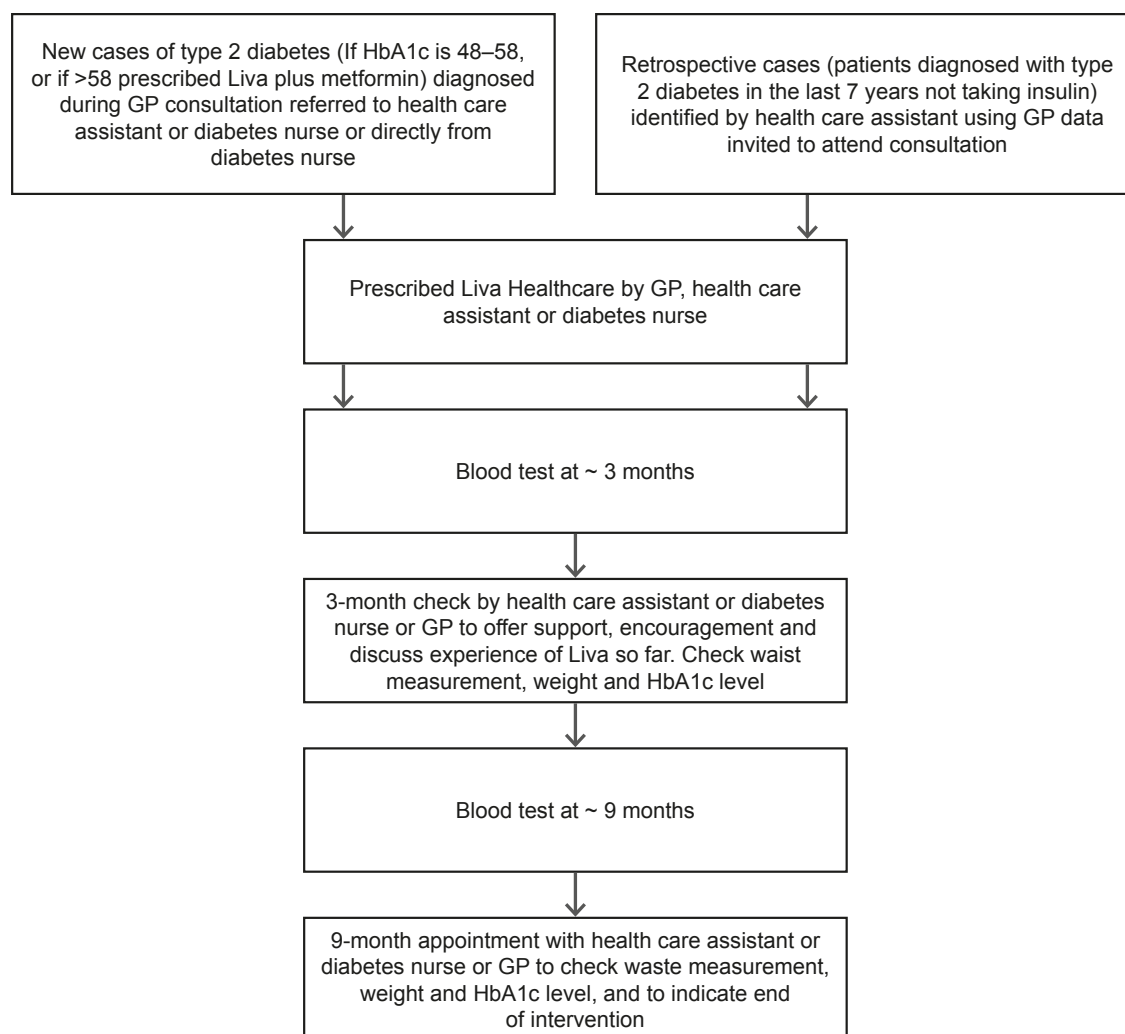 New cases of type 2 diabetes (If HbA1c is 48–58,
or if >58 prescribed Liva plus metformin) diagnosed
during GP consultation referred to health care
assistant or diabetes nurse or directly from
diabetes nurse
Retrospective cases (patients diagnosed with type
2 diabetes in the last 7 years not taking insulin)
identified by health care assistant using GP data
invited to attend consultation
Prescribed Liva Healthcare by GP, health care
assistant or diabetes nurse
Blood test at ~ 3 months
3-month check by health care assistant or diabetes
nurse or GP to offer support, encouragement and
discuss experience of Liva so far. Check waist
measurement, weight and HbA1c level
Blood test at ~ 9 months
9-month appointment with health care assistant or
diabetes nurse or GP to check waste measurement,
weight and HbA1c level, and to indicate end
of intervention